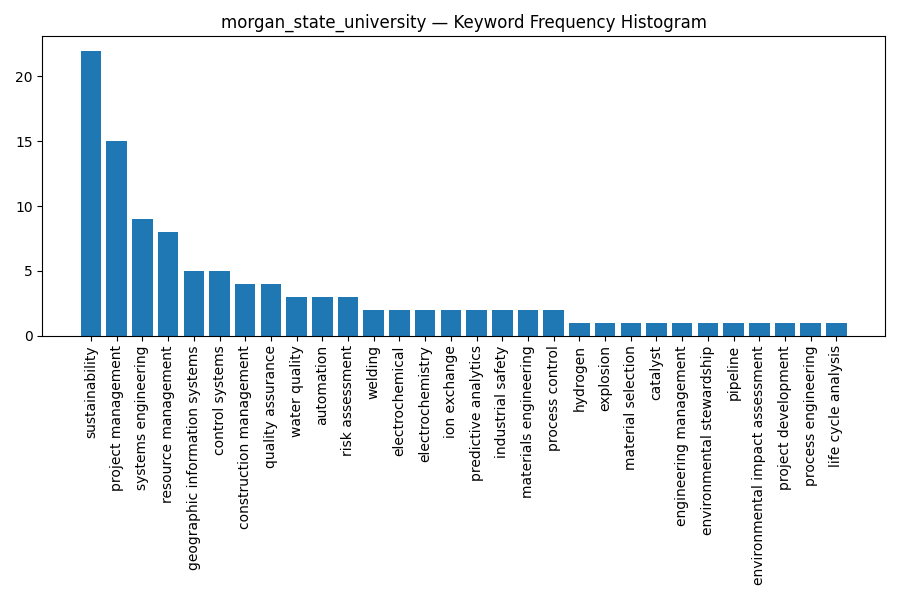 morgan_state_university — Keyword Frequency Histogram
20
15
10
5
0
sustainability
project management
systems engineering
resource management
geographic information systems
control systems
construction management
quality assurance
water quality
automation
risk assessment
welding
electrochemical
electrochemistry
ion exchange
predictive analytics
industrial safety
materials engineering
process control
hydrogen
explosion
material selection
catalyst
engineering management
environmental stewardship
pipeline
environmental impact assessment
project development
process engineering
life cycle analysis